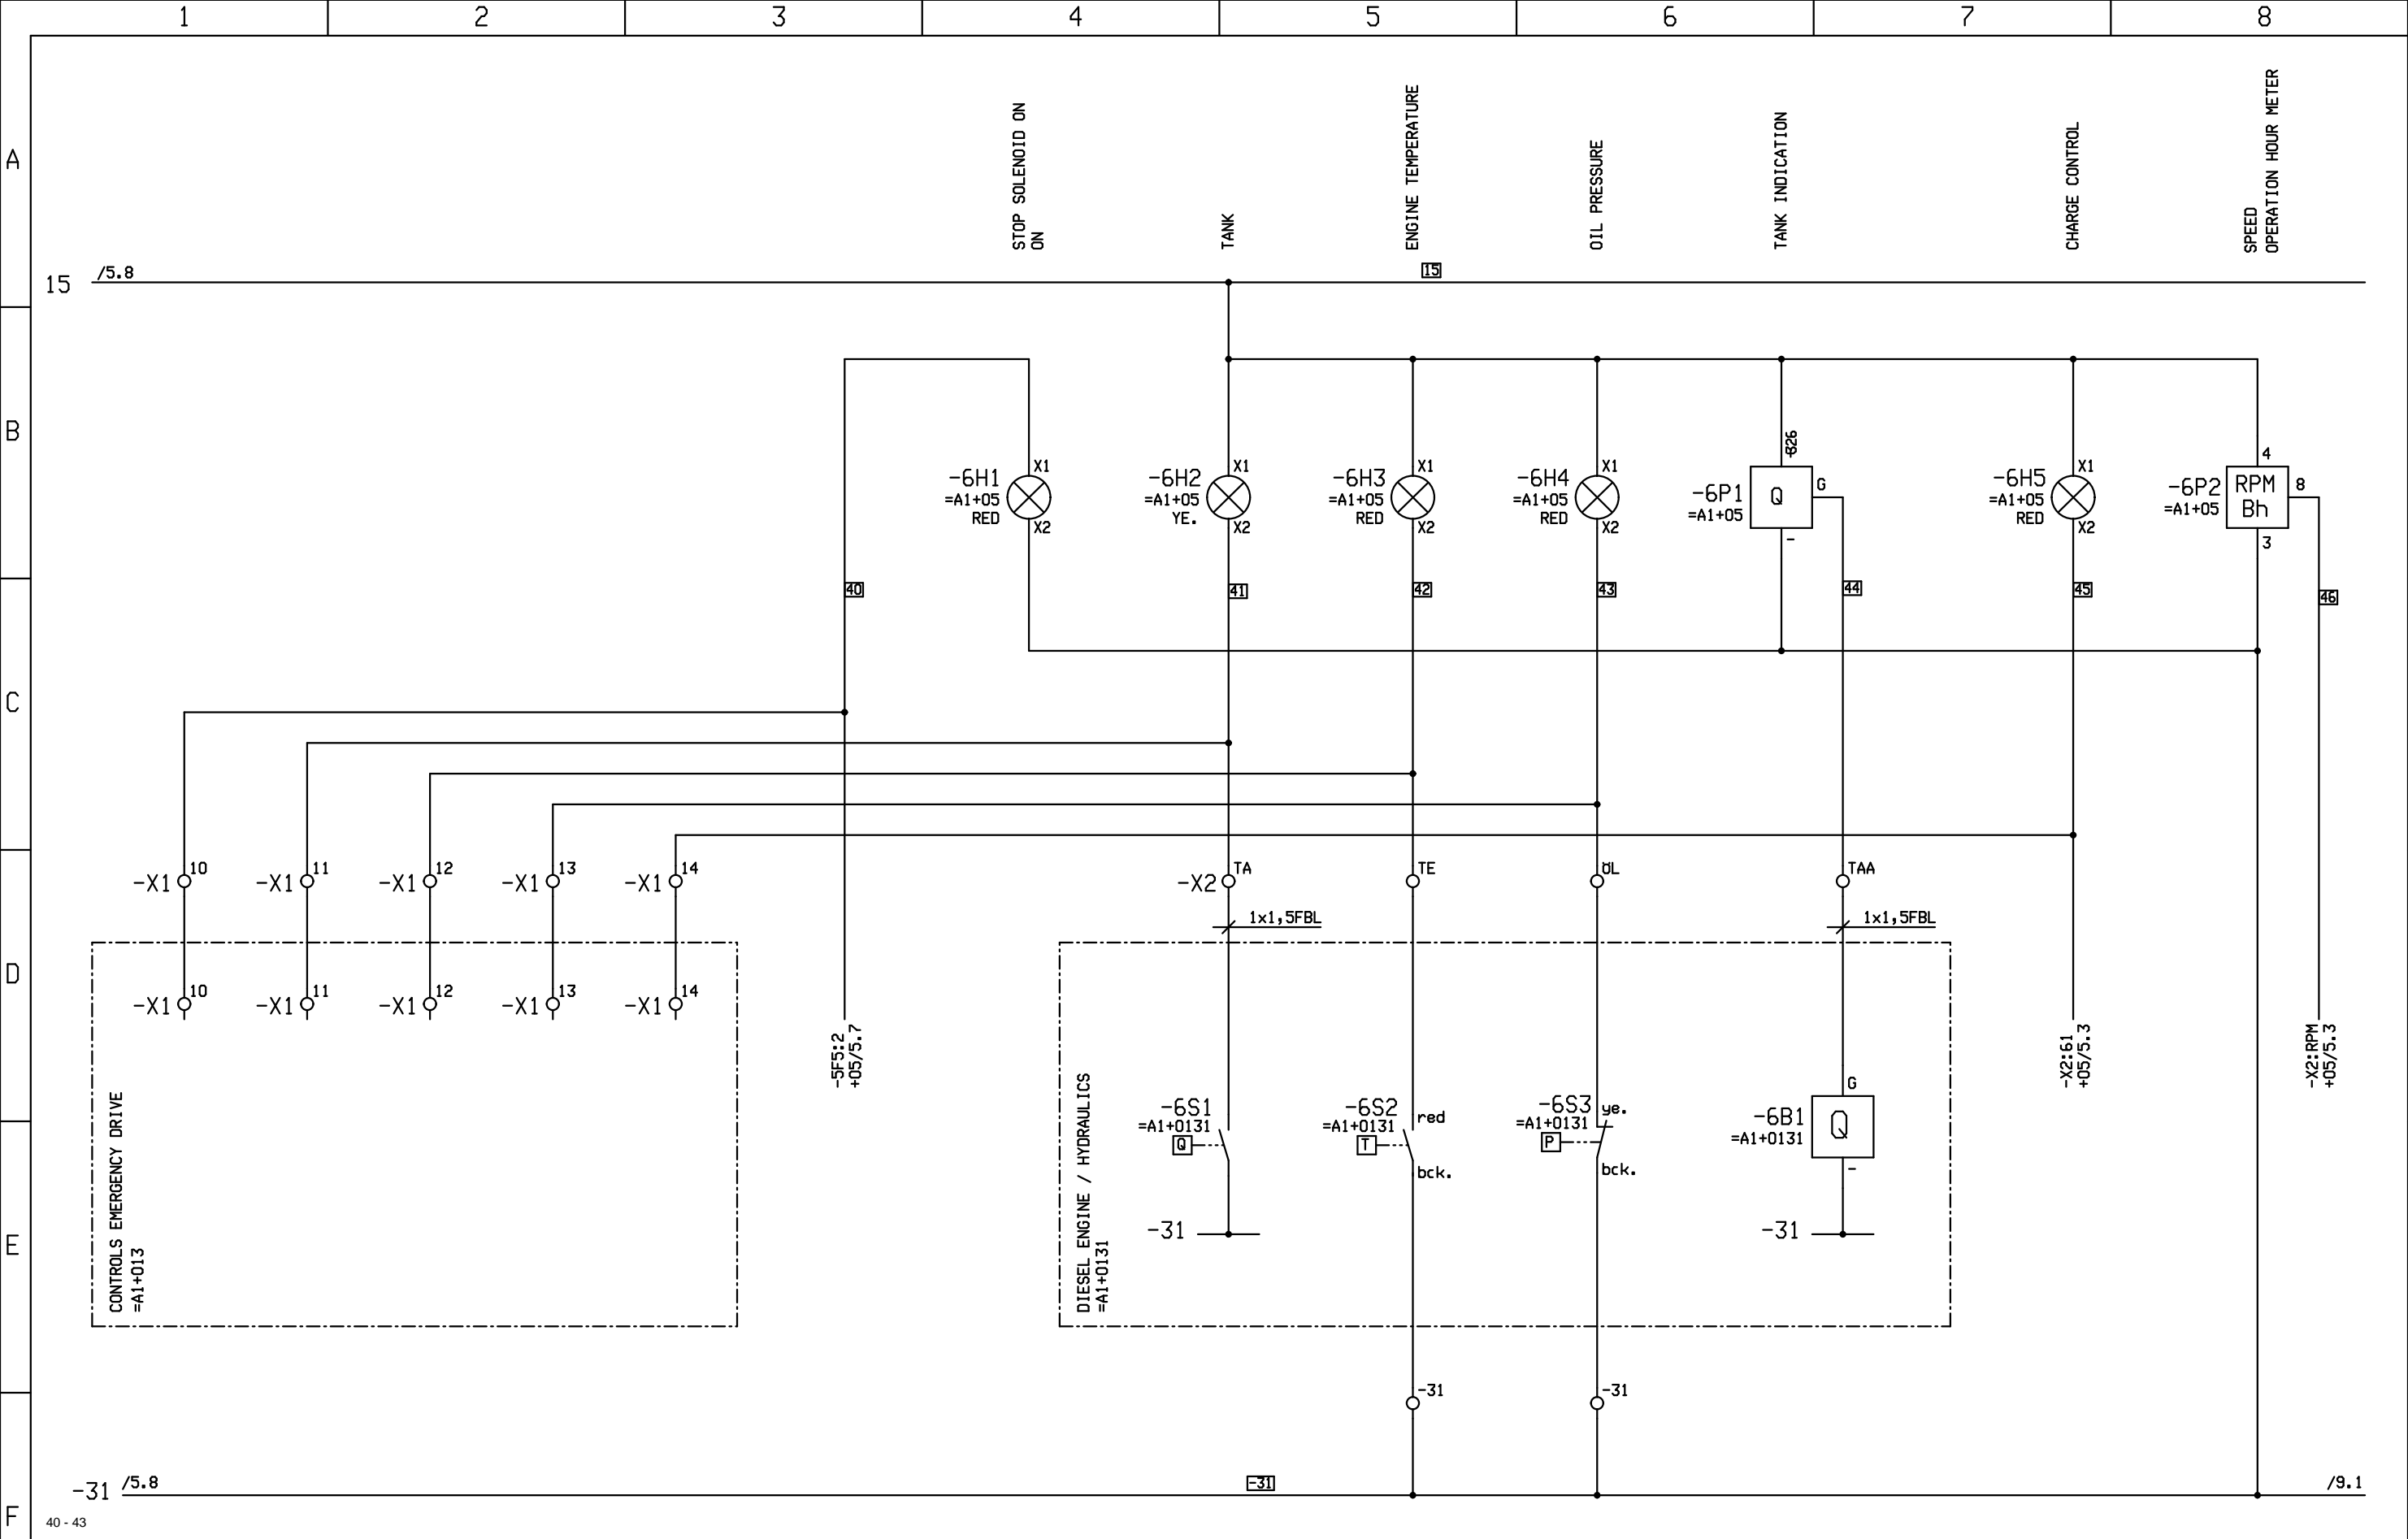 1 2 3 4 5 6 7 8
A
B
C
D
E
F
STOP SOLENOID ON
ON
TANK
ENGINE TEMPERATURE
OIL PRESSURE
TANK INDICATION
CHARGE CONTROL
SPEED
OPERATION HOUR METER
15 /5.8
15
-6H1
=A1+05
RED
X1
X2
-6H2
=A1+05
YE.
X1
X2
-6H3
=A1+05
RED
X1
X2
-6H4
=A1+05
RED
X1
X2
-6P1
=A1+05
Q
G
-
-6H5
=A1+05
RED
X1
X2
-6P2
=A1+05
RPM
Bh
4
8
3
40 41 42 43 44 45 46
-X1 10 -X1 11 -X1 12 -X1 13 -X1 14
-X2 TA TE ÖL TAA
1x1,5FBL 1x1,5FBL
-X1 10 -X1 11 -X1 12 -X1 13 -X1 14
CONTROLS EMERGENCY DRIVE
=A1+013
-5F5:2
+05/5.7
DIESEL ENGINE / HYDRAULICS
=A1+0131
-6S1
=A1+0131
Q
-31
-6S2
=A1+0131
T
red
bck.
-6S3
=A1+0131
P
ye.
bck.
-6B1
=A1+0131
Q
G
-
-31
-X2:61
+05/5.3
-X2:RPM
+05/5.3
-31 -31
-31 /5.8
-31
/9.1
40 - 43